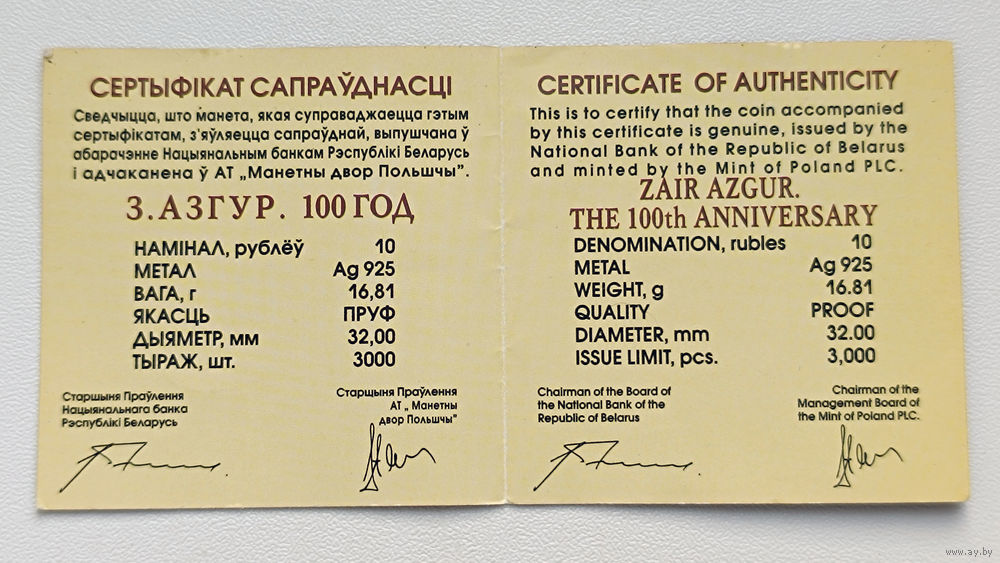 СЕРТЫФІКАТ САПРАЎДНАСЦІ
Сведчыцца, што манета, якая суправаджаецца гэтым
сертыфікатам, з'яўляецца сапраўднай, выпушчана ў
абарачэнне Нацыянальным банкам Рэспублікі Беларусь
і адчаканена ў АТ „Манетны двор Польшчы".
З. АЗГУР. 100 ГОД
НАМІНАЛ, рублёў 10
МЕТАЛ Ag 925
ВАГА, г 16,81
ЯКАСЦЬ ПРУФ
ДЫЯМЕТР, мм 32,00
ТЫРАЖ, шт. 3000
Старшыня Праўлення
Нацыянальнага банка
Рэспублікі Беларусь
Старшыня Праўлення
АТ „ Манетны
двор Польшчы"
CERTIFICATE OF AUTHENTICITY
This is to certify that the coin accompanied
by this certificate is genuine, issued by the
National Bank of the Republic of Belarus
and minted by the Mint of Poland PLC.
ZAIR AZGUR.
THE 100th ANNIVERSARY
DENOMINATION, rubles 10
METAL Ag 925
WEIGHT, g 16.81
QUALITY PROOF
DIAMETER, mm 32.00
ISSUE LIMIT, pcs. 3,000
Chairman of the Board of
the National Bank of the
Republic of Belarus
Chairman of the
Management Board of
the Mint of Poland PLC.
www.ay.by